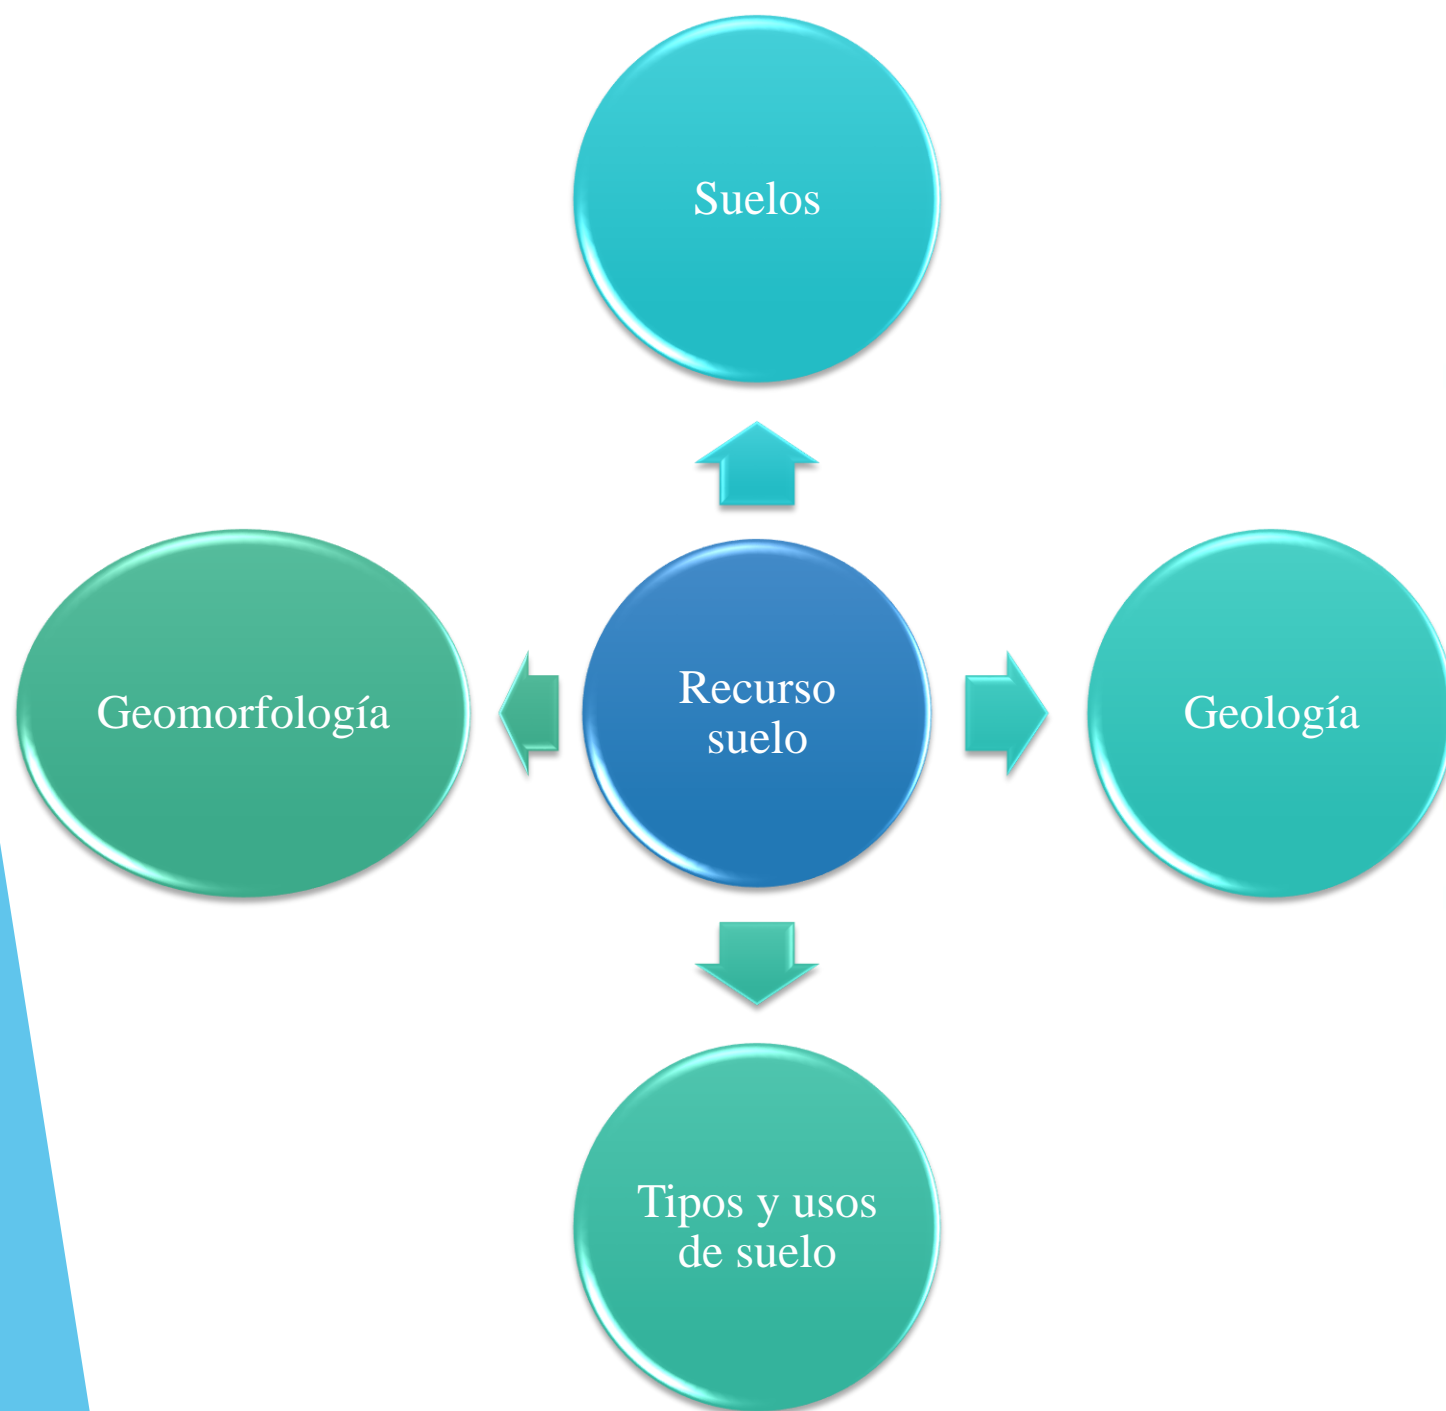 Suelos
Geomorfología
Recurso
suelo
Geología
Tipos y usos
de suelo